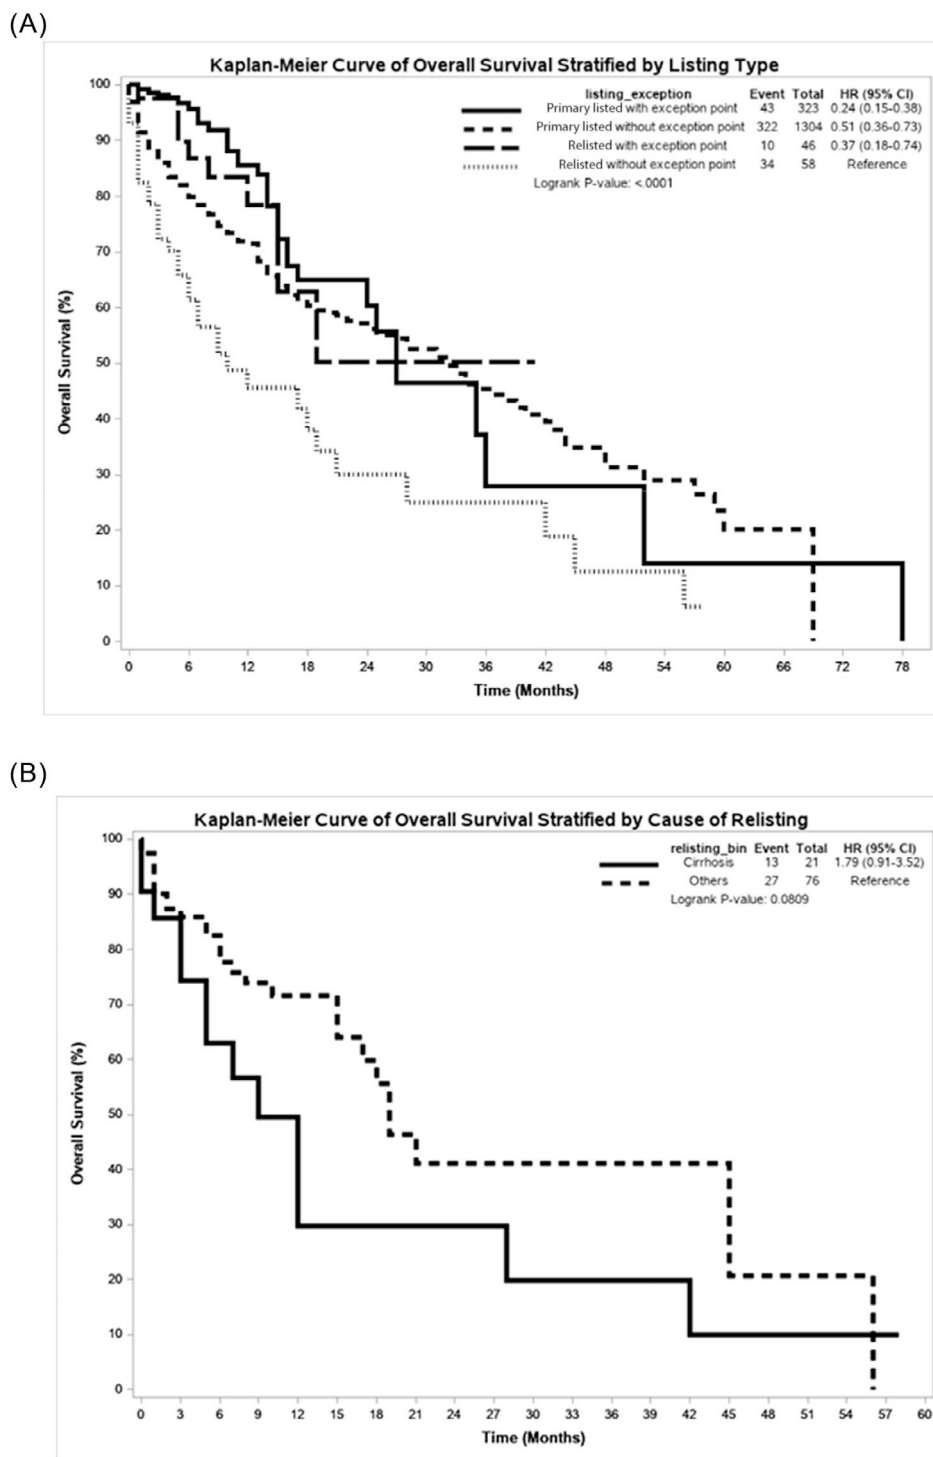 (A)
Kaplan-Meier Curve of Overall Survival Stratified by Listing Type
listing_exception Event Total HR (95% CI)
Primary listed with exception point 43 323 0.24 (0.15-0.38)
Primary listed without exception point 322 1304 0.51 (0.36-0.73)
Relisted with exception point 10 46 0.37 (0.18-0.74)
Relisted without exception point 34 58 Reference
Logrank P-value: <.0001
100
90
80
70
60
50
40
30
20
10
0
Overall Survival (%)
0 6 12 18 24 30 36 42 48 54 60 66 72 78
Time (Months)
(B)
Kaplan-Meier Curve of Overall Survival Stratified by Cause of Relisting
relisting_bin Event Total HR (95% CI)
Cirrhosis 13 21 1.79 (0.91-3.52)
Others 27 76 Reference
Logrank P-value: 0.0809
100
90
80
70
60
50
40
30
20
10
0
Overall Survival (%)
0 3 6 9 12 15 18 21 24 27 30 33 36 39 42 45 48 51 54 57 60
Time (Months)